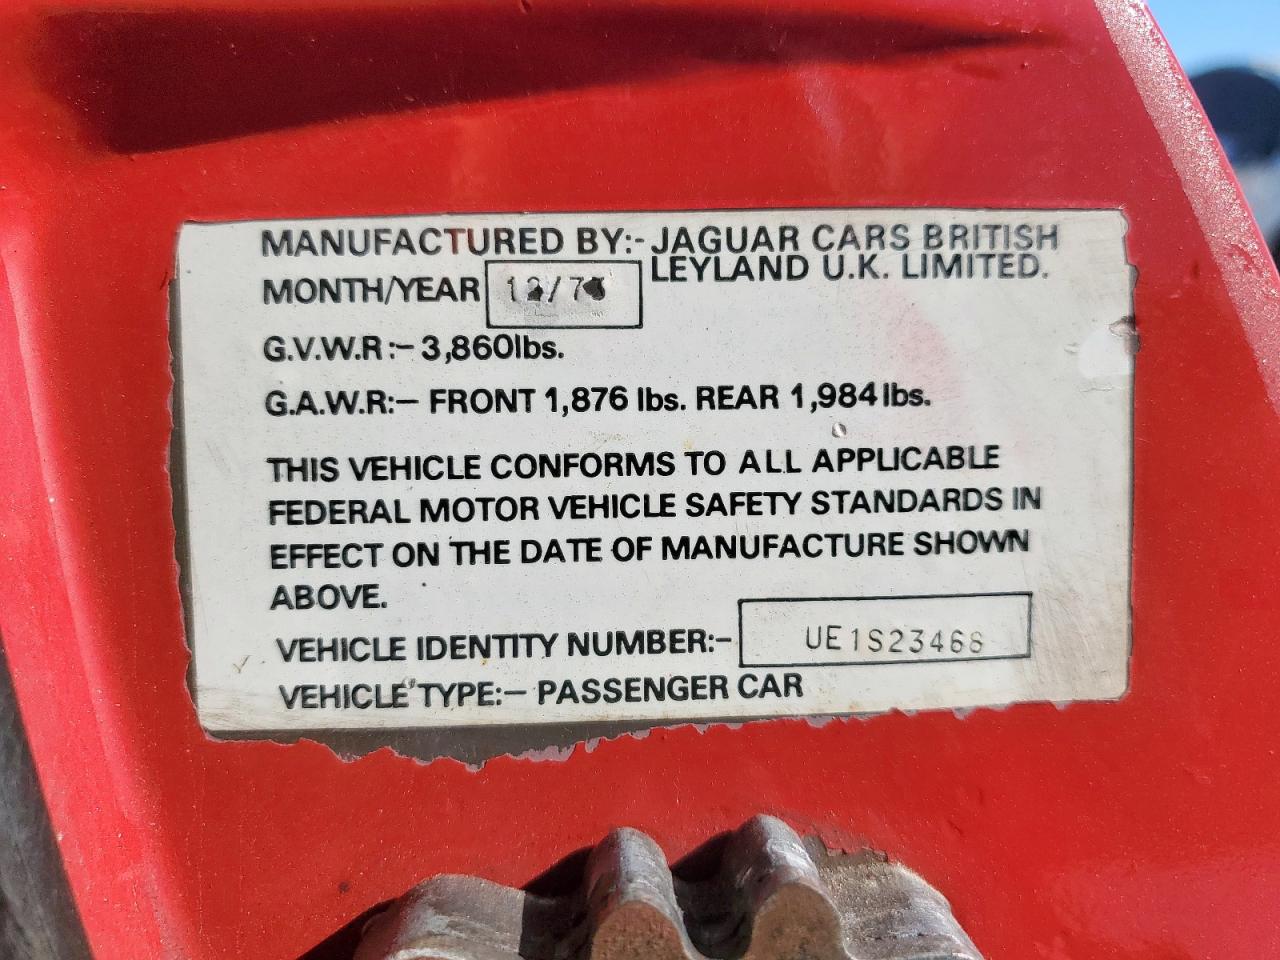 MANUFACTURED BY:- JAGUAR CARS BRITISH
LEYLAND U.K. LIMITED.
MONTH/YEAR
G.V.W.R:- 3,860lbs.
G.A.W.R:- FRONT 1,876 lbs. REAR 1,984 lbs.
THIS VEHICLE CONFORMS TO ALL APPLICABLE
FEDERAL MOTOR VEHICLE SAFETY STANDARDS IN
EFFECT ON THE DATE OF MANUFACTURE SHOWN
ABOVE.
VEHICLE IDENTITY NUMBER:- UE1S23468
VEHICLE TYPE:- PASSENGER CAR